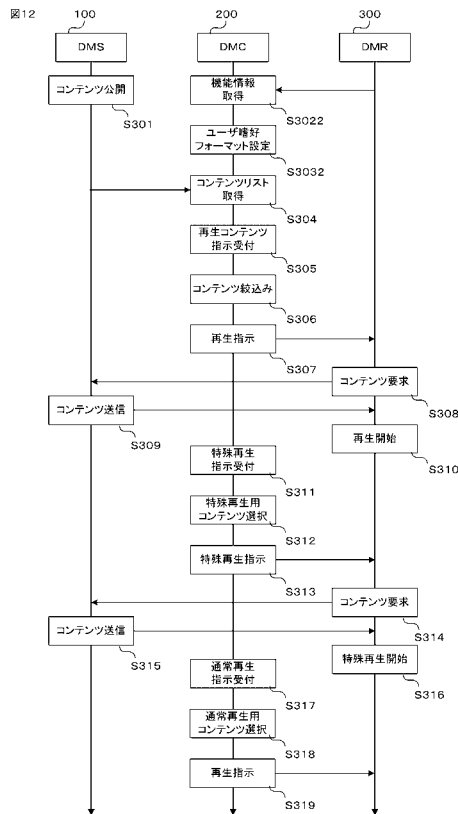 図12
100
200
300
DMS
DMC
DMR
コンテンツ公開
S301
機能情報
取得
S3022
ユーザ嗜好
フォーマット設定
S3032
コンテンツリスト
取得
S304
再生コンテンツ
指示受付
S305
コンテンツ絞込み
S306
再生指示
S307
コンテンツ要求
S308
コンテンツ送信
S309
再生開始
S310
特殊再生
指示受付
S311
特殊再生用
コンテンツ選択
S312
特殊再生指示
S313
コンテンツ要求
S314
コンテンツ送信
S315
特殊再生開始
S316
通常再生
指示受付
S317
通常再生用
コンテンツ選択
S318
再生指示
S319